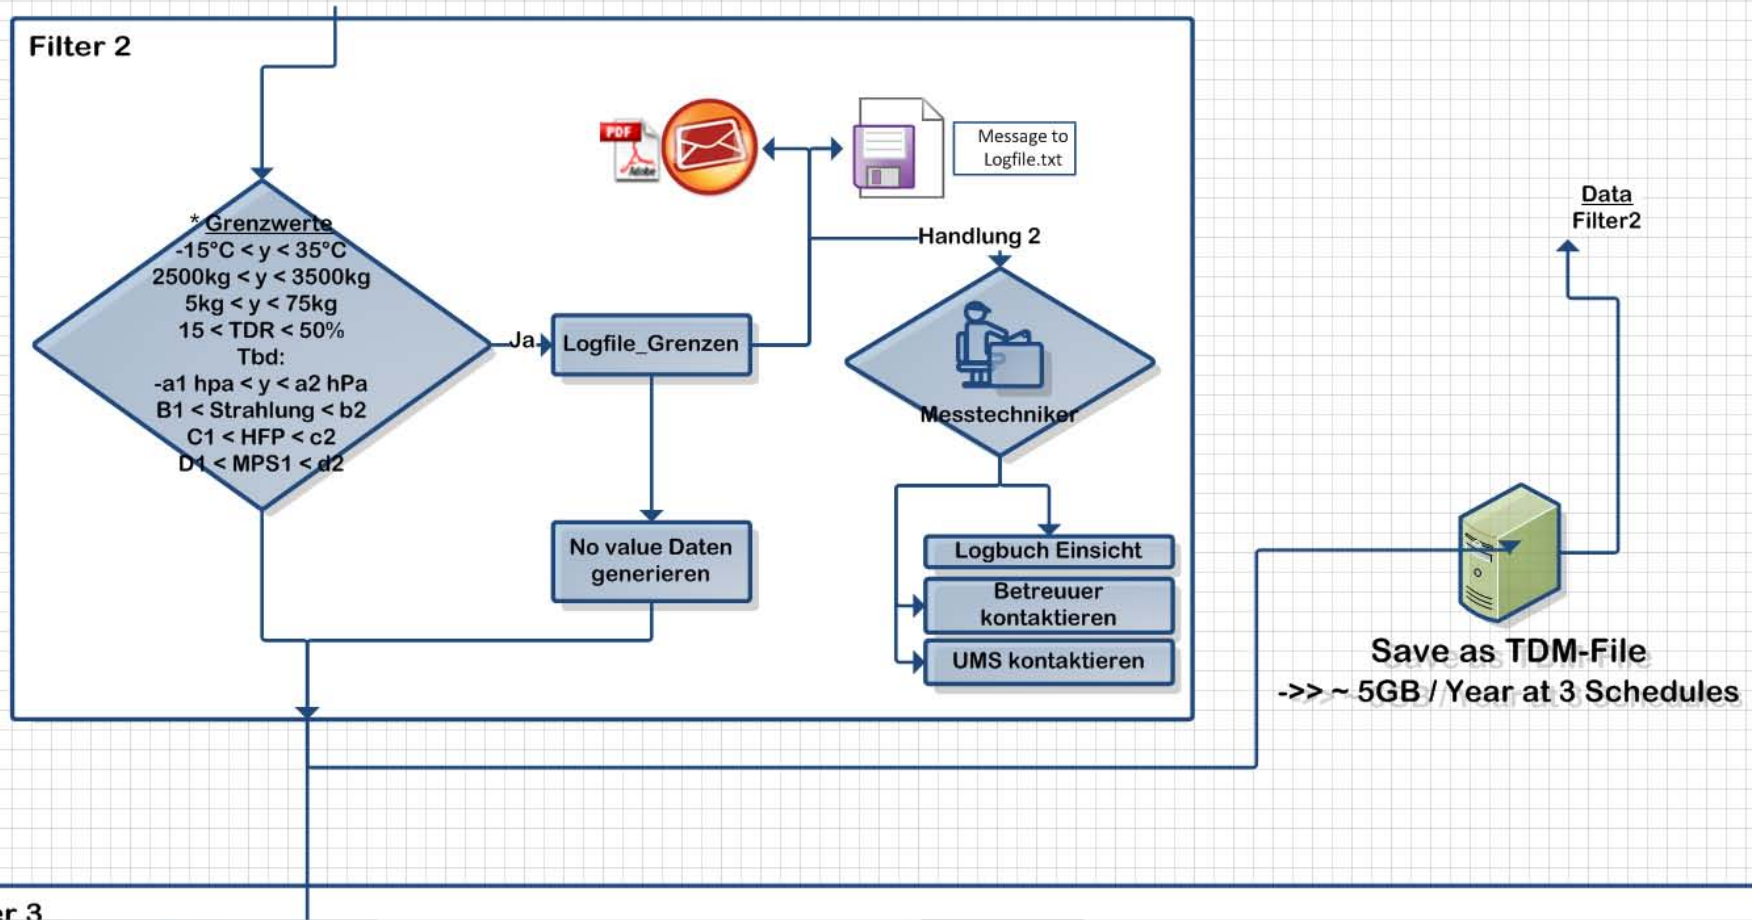 Filter 2
PDF
Adobe
Message to
Logfile.txt
Data
Filter2
* Grenzwerte
-15°C < y < 35°C
2500kg < y < 3500kg
5kg < y < 75kg
15 < TDR < 50%
Tbd:
-a1 hpa < y < a2 hPa
B1 < Strahlung < b2
C1 < HFP < c2
D1 < MPS1 < d2
Ja
Logfile_Grenzen
Handlung 2
Messtechniker
No value Daten
generieren
Logbuch Einsicht
Betreuuer
kontaktieren
UMS kontaktieren
Save as TDM-File
->> ~ 5GB / Year at 3 Schedules
er 3